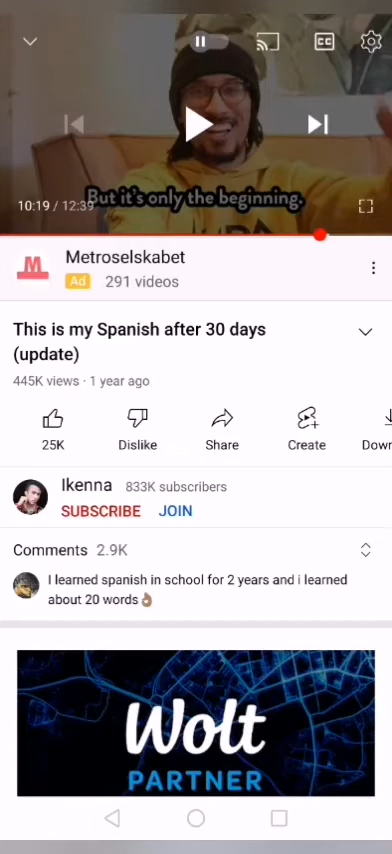 CC
But it's only the beginning.
10:19 / 12:39
M
Metroselskabet
Ad 291 videos
This is my Spanish after 30 days
(update)
445K views · 1 year ago
25K Dislike Share Create Down
Ikenna 833K subscribers
SUBSCRIBE JOIN
Comments 2.9K
I learned spanish in school for 2 years and i learned
about 20 words👌🏽
Wolt
PARTNER